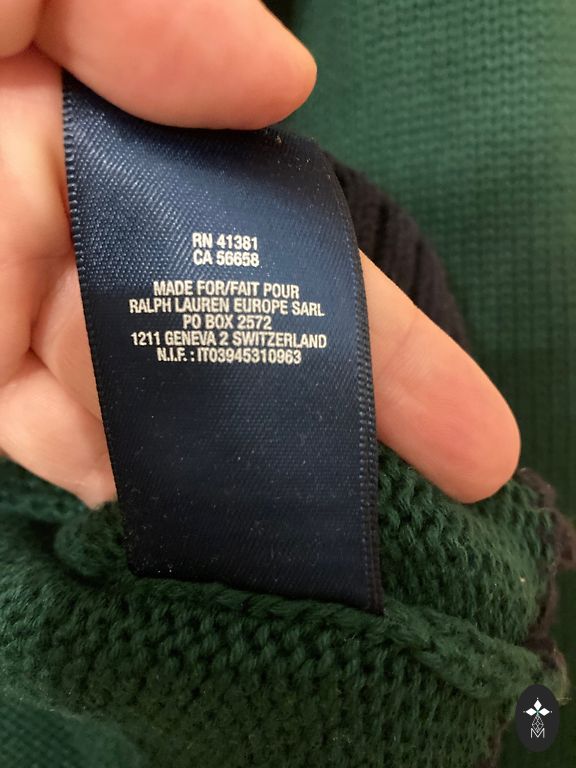 RN 41381
CA 56658
MADE FOR/FAIT POUR
RALPH LAUREN EUROPE SARL
PO BOX 2572
1211 GENEVA 2 SWITZERLAND
N.I.F. : IT03945310963
M